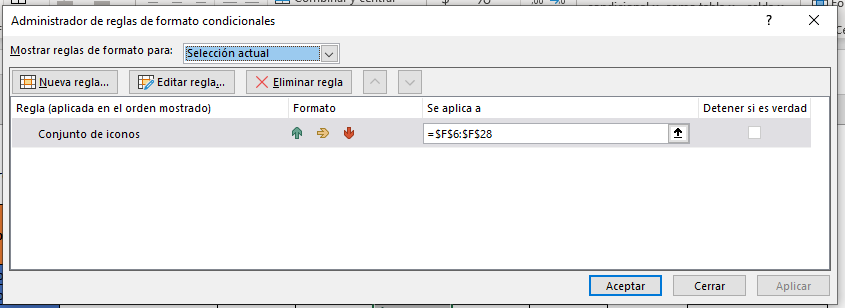 Combinar y centrar
Administrador de reglas de formato condicionales
?
Mostrar reglas de formato para:
Selección actual
Nueva regla...
Editar regla...
Eliminar regla
Regla (aplicada en el orden mostrado)
Formato
Se aplica a
Detener si es verdad
Conjunto de iconos
=$F$6:$F$28
Aceptar
Cerrar
Aplicar